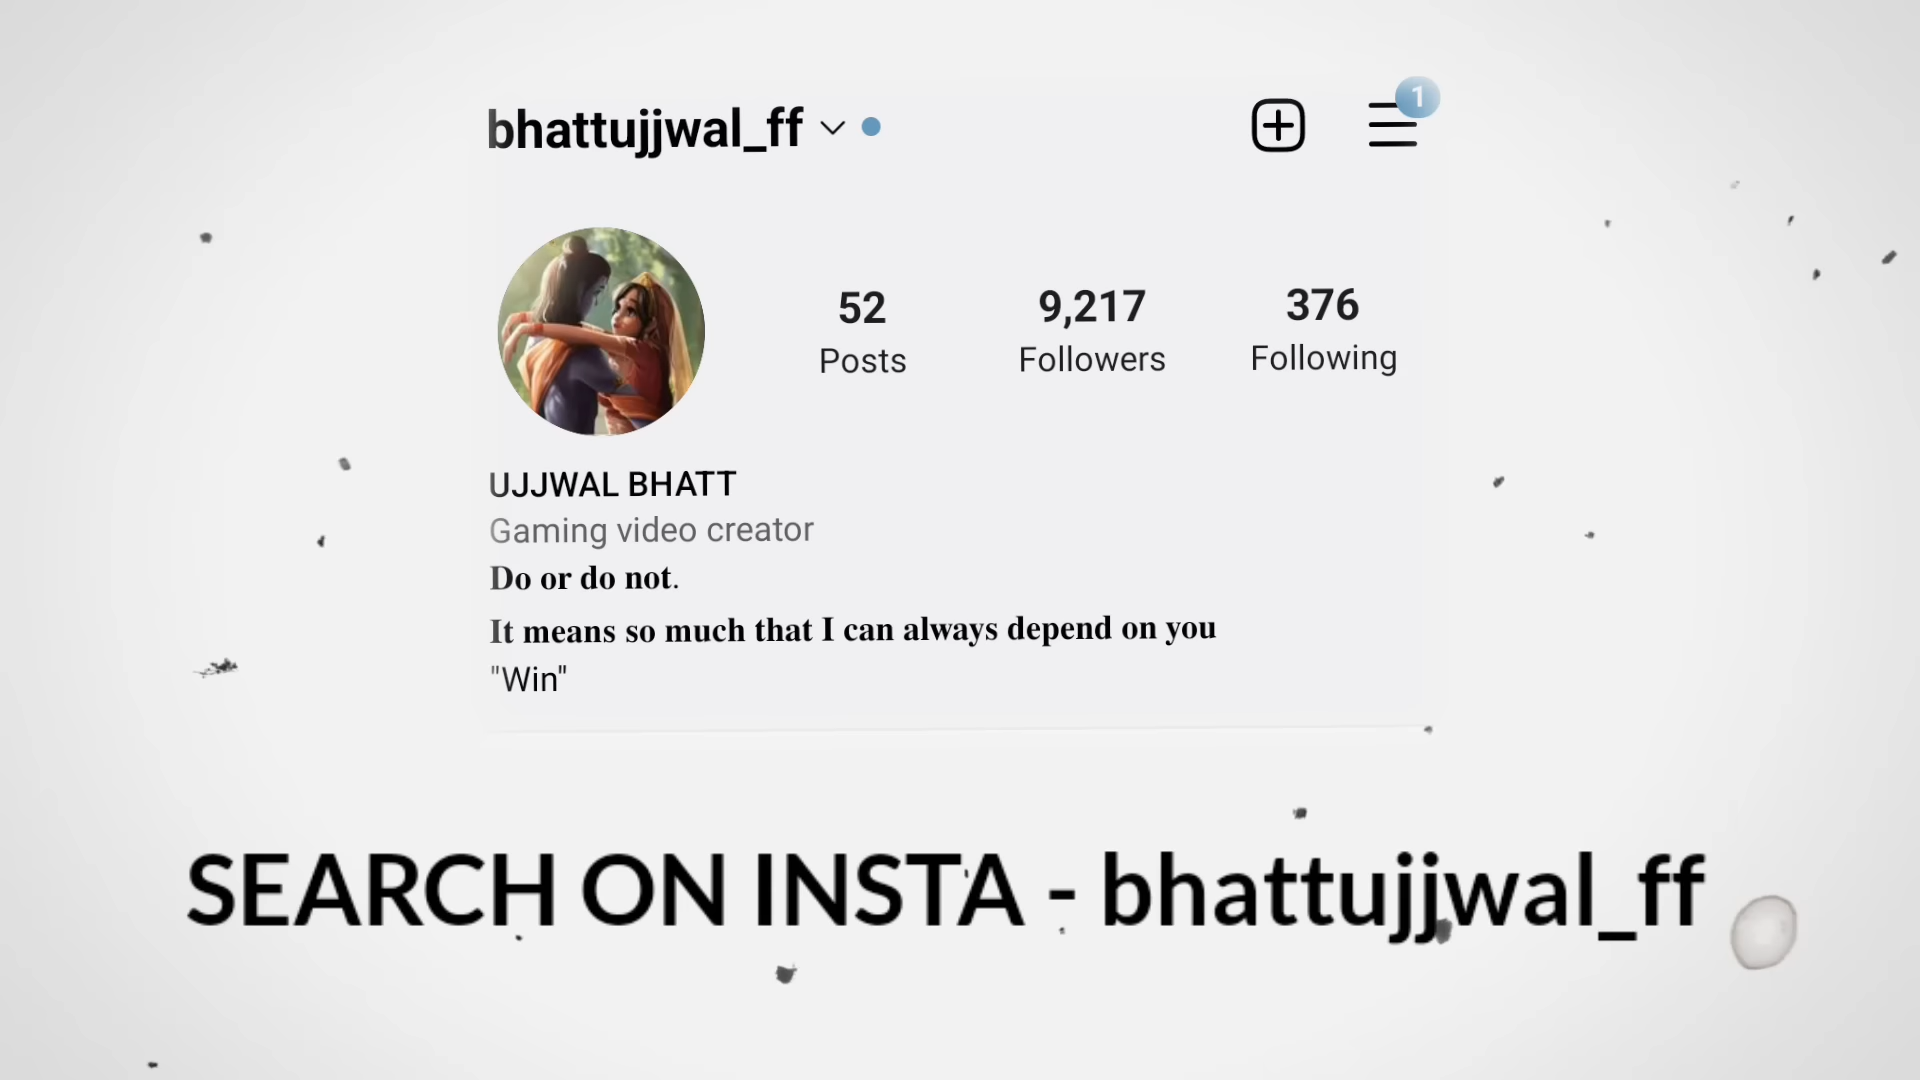 bhattujjwal_ff
1
52 9,217 376
Posts Followers Following
UJJWAL BHATT
Gaming video creator
Do or do not.
It means so much that I can always depend on you
"Win"
SEARCH ON INSTA - bhattujjwal_ff